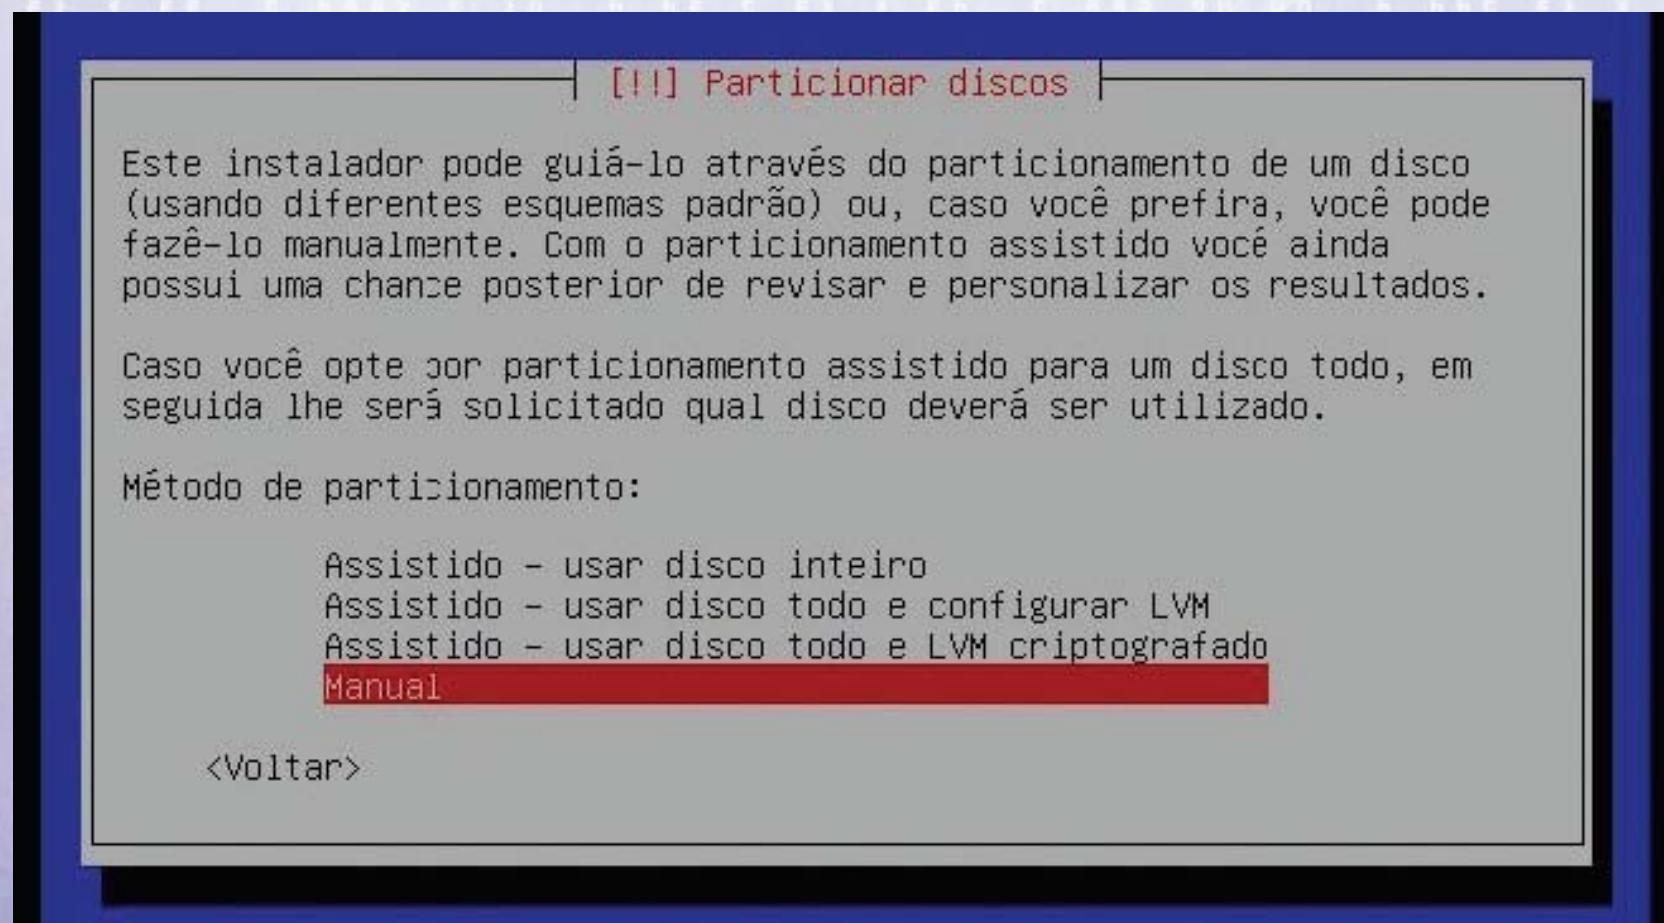 [!!] Particionar discos
Este instalador pode guiá-lo através do particionamento de um disco
(usando diferentes esquemas padrão) ou, caso você prefira, você pode
fazê-lo manualmente. Com o particionamento assistido você ainda
possui uma chance posterior de revisar e personalizar os resultados.
Caso você opte por particionamento assistido para um disco todo, em
seguida lhe será solicitado qual disco deverá ser utilizado.
Método de particionamento:
Assistido - usar disco inteiro
Assistido - usar disco todo e configurar LVM
Assistido - usar disco todo e LVM criptografado
Manual
<Voltar>